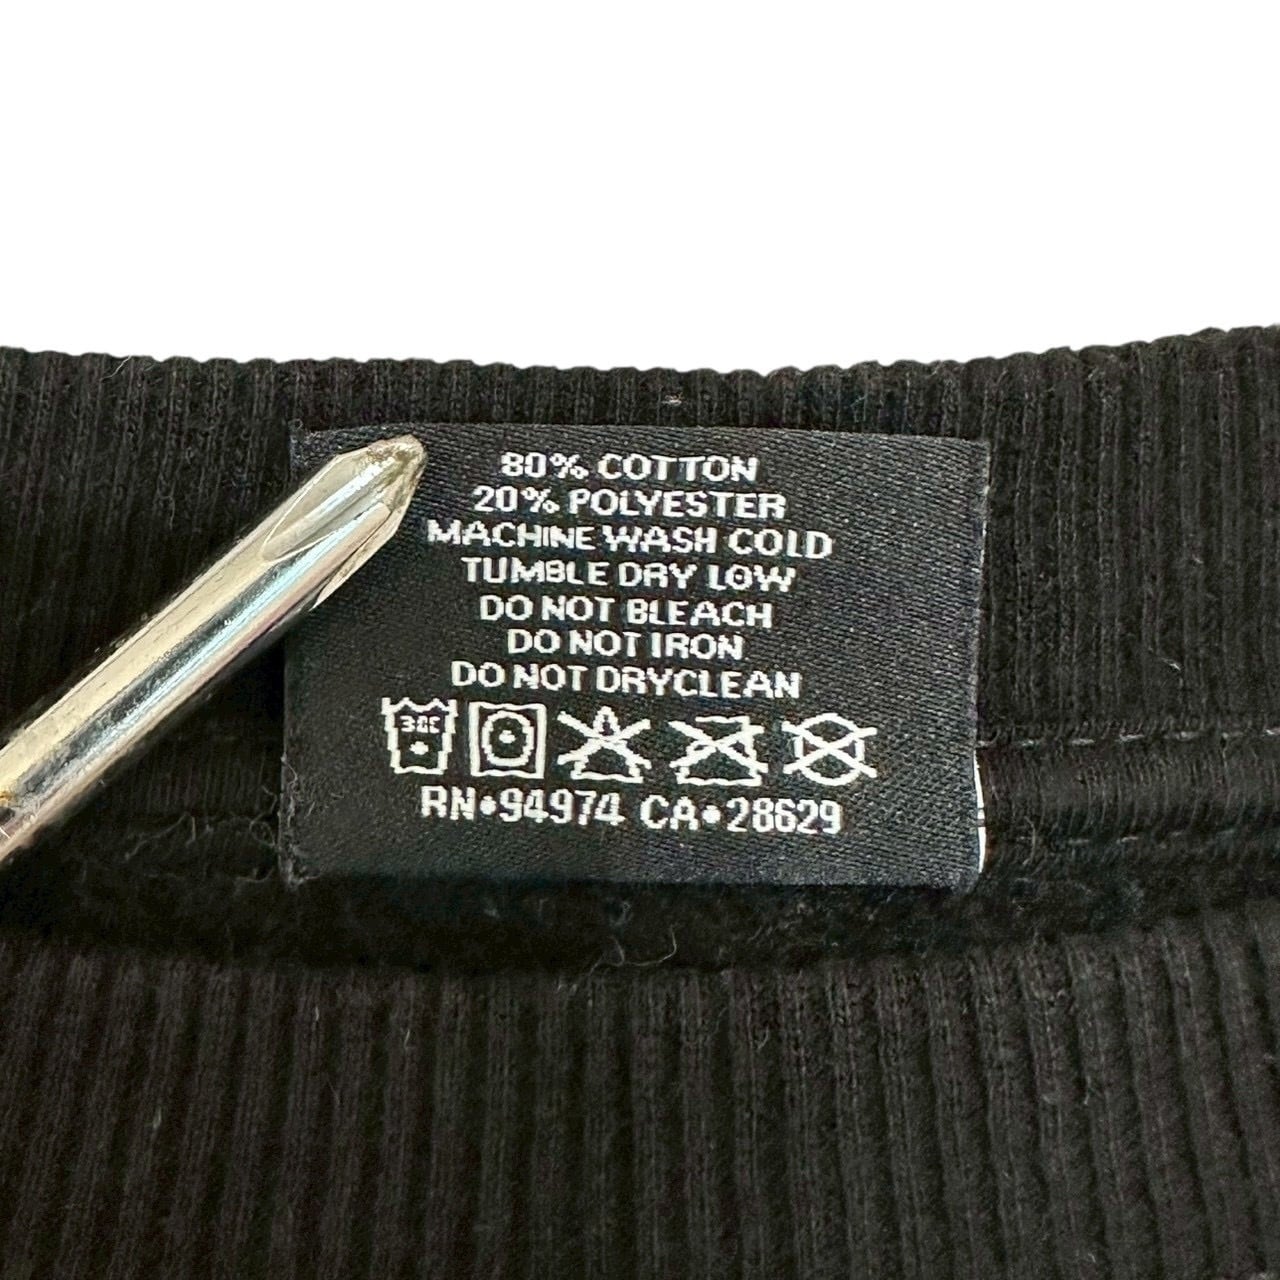 80% COTTON
20% POLYESTER
MACHINE WASH COLD
TUMBLE DRY LOW
DO NOT BLEACH
DO NOT IRON
DO NOT DRYCLEAN
RN•94974 CA•28629